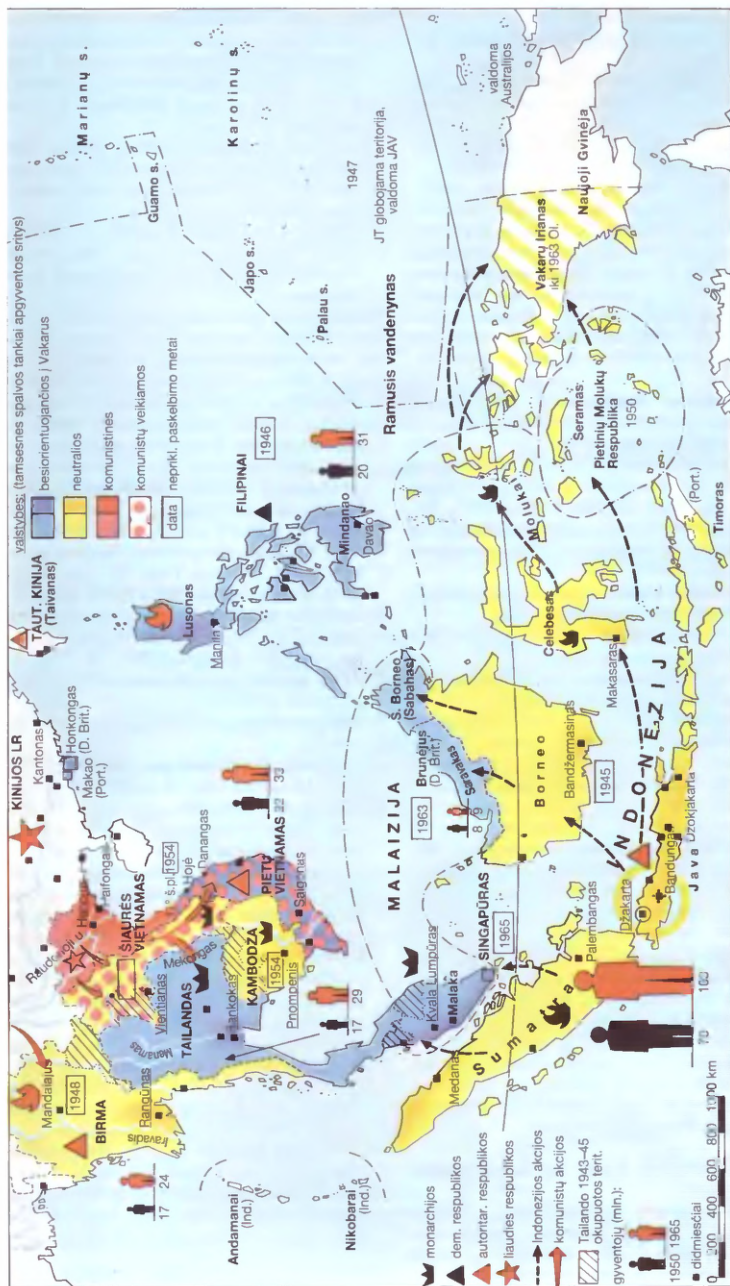 valstybės: (tamsesnės spalvos tankiai apgyventos sritys)
besiorientuojančios į Vakarus
neutralios
komunistinės
komunistų veikiamos
data
neprikl. paskelbimo metai
KINIJOS LR
Kantonas
Honkongas
(D. Brit.)
Makao
(Port.)
TAUT. KINIJA
(Taivanas)
Marianų s.
Guamo s.
Karolinų s.
Japo s.
Palau s.
1947
JT globojama teritorija,
valdoma JAV
Ramusis vandenynas
FILIPINAI
1946
20
31
Lusonas
Manila
Mindanao
Davao
BIRMA
1948
Mandalajus
Rangūnas
Iravadis
17
24
Haifongas
ŠIAURĖS
VIETNAMAS
1954
Hojė
Danangas
PIETŲ
VIETNAMAS
Saigonas
33
Vientianas
Mekongas
Menamas
TAILANDAS
Bankokas
17
29
KAMBODŽA
1954
Pnompenis
Andamanai
(Ind.)
Nikobarai
(Ind.)
MALAIZIJA
1963
8
9
Kvala Lumpūras
Malaka
SINGAPŪRAS
1965
Brunėjus
(D. Brit.)
Saravakas
S. Borneo
(Sabahas)
Borneo
Bandžermasinas
1945
INDONEZIJA
Sumatra
Medanas
Palembangas
Džakarta
Bandungas
Džokjakarta
Java
70
100
Celebesas
Makasaras
Molukai
Seramas
Pietinių Molukų
Respublika
1950
Timoras
(Port.)
Vakarų Irianas
iki 1963 Ol.
Naujoji Gvinėja
valdoma
Australijos
monarchijos
dem. respublikos
autoritar. respublikos
liaudies respublikos
Indonezijos akcijos
komunistų akcijos
Tailando 1943–45
okupuotos terit.
gyventojų (mln.):
1950 1965
didmiesčiai
0 200 400 600 800 1000 km